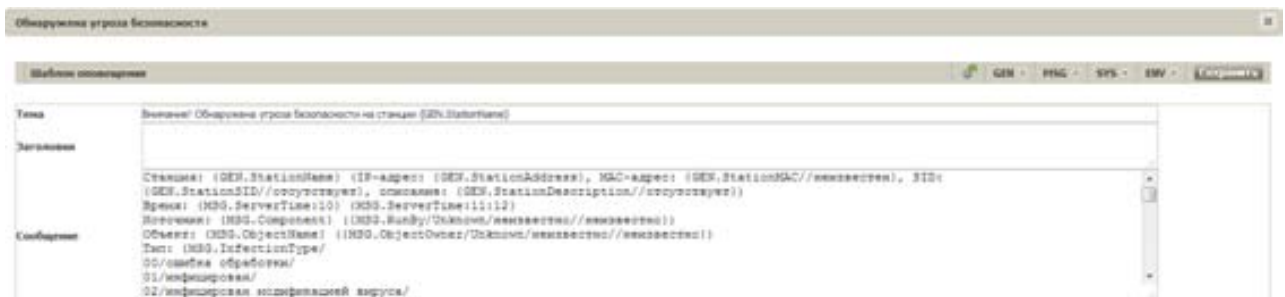 Обнаружена угроза безопасности
Шаблон оповещения GEN MSG SYS ENV Сохранить
Тема Внимание! Обнаружена угроза безопасности на станции {GEN.StationName}
Заголовки
Станция: {GEN.StationName} (IP-адрес: {GEN.StationAddress}, MAC-адрес: {GEN.StationMAC//неизвестен}, SID:
{GEN.StationSID//отсутствует}, описание: {GEN.StationDescription//отсутствует})
Время: {MSG.ServerTime:10} {MSG.ServerTime:11:12}
Источник: {MSG.Component} ({MSG.RunBy/Unknown/неизвестно//неизвестно})
Сообщение Объект: {MSG.ObjectName} ({MSG.ObjectOwner/Unknown/неизвестно//неизвестно})
Тип: {MSG.InfectionType/
00/ошибка обработки/
01/инфицирован/
02/инфицирован модификацией вируса/